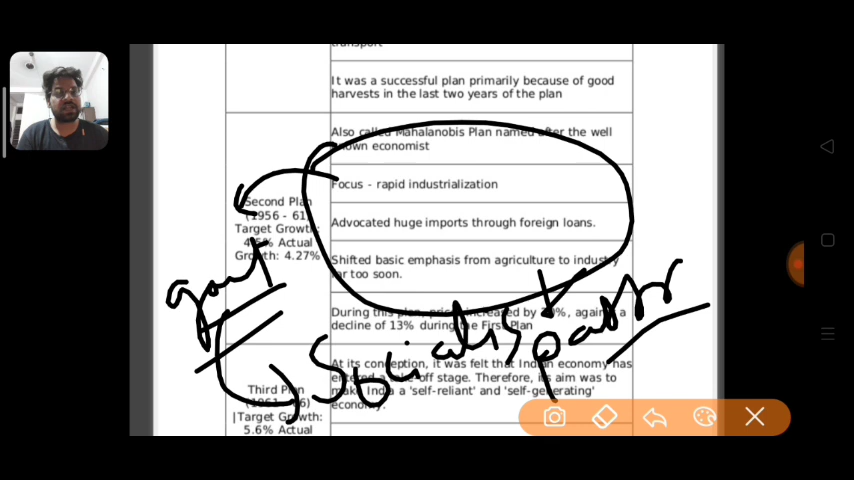 transport
It was a successful plan primarily because of good
harvests in the last two years of the plan
Also called Mahalanobis Plan named after the well
known economist
Focus - rapid industrialization
Advocated huge imports through foreign loans.
Shifted basic emphasis from agriculture to industry
far too soon.
During this plan, prices increased by 30%, against a
decline of 13% during the First Plan
Second Plan
(1956 - 61)
Target Growth:
4.5% Actual
Growth: 4.27%
govt
Socialist pattern
At its conception, it was felt that Indian economy has
entered a take-off stage. Therefore, its aim was to
make India a 'self-reliant' and 'self-generating'
economy.
Third Plan
Target Growth:
5.6% Actual